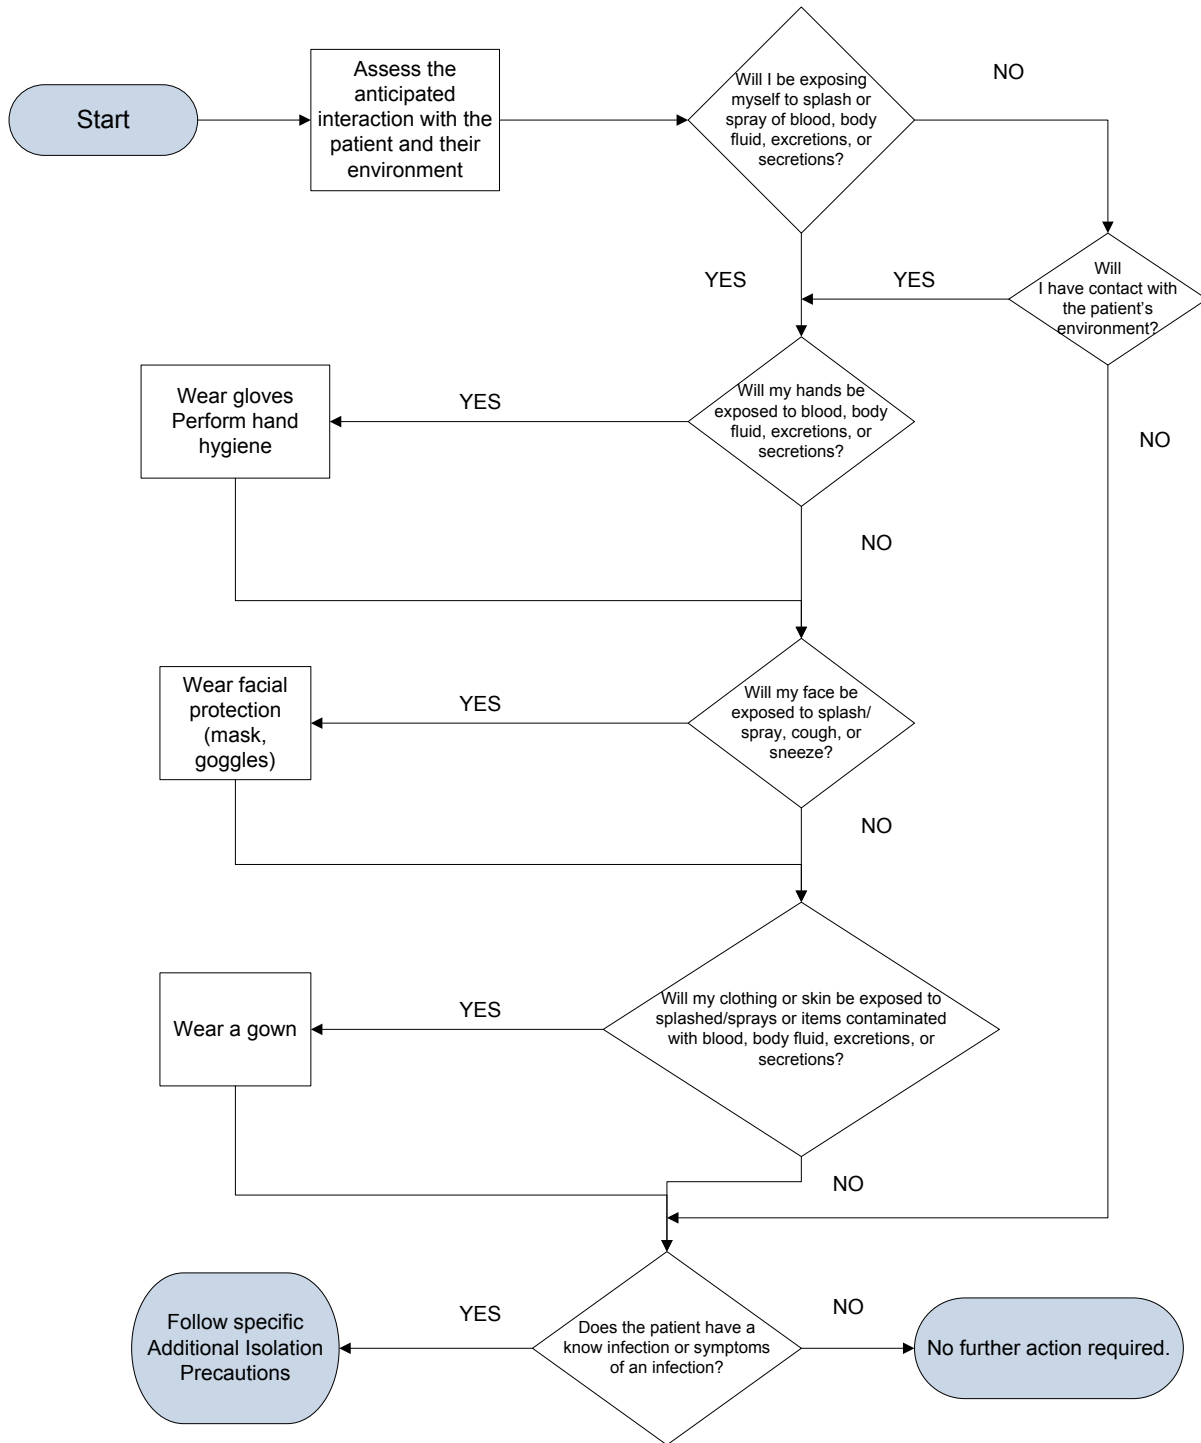 Start
Assess the
anticipated
interaction with the
patient and their
environment
Will I be exposing
myself to splash or
spray of blood, body
fluid, excretions, or
secretions?
NO
YES
YES
Will
I have contact with
the patient's
environment?
NO
Will my hands be
exposed to blood, body
fluid, excretions, or
secretions?
YES
Wear gloves
Perform hand
hygiene
NO
Will my face be
exposed to splash/
spray, cough, or
sneeze?
YES
Wear facial
protection
(mask,
goggles)
NO
Will my clothing or skin be exposed to
splashed/sprays or items contaminated
with blood, body fluid, excretions, or
secretions?
YES
Wear a gown
NO
Does the patient have a
know infection or symptoms
of an infection?
YES
Follow specific
Additional Isolation
Precautions
NO
No further action required.